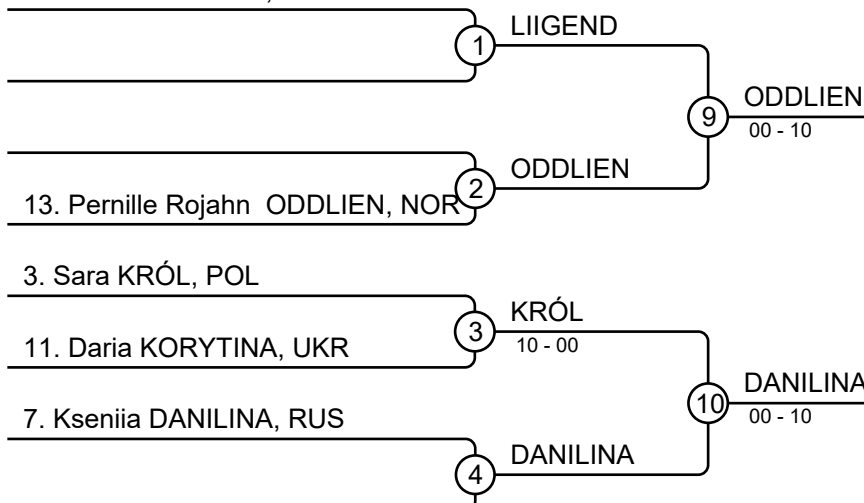 1
LIIGEND
9
ODDLIEN
00 - 10
2
ODDLIEN
13. Pernille Rojahn ODDLIEN, NOR
3. Sara KRÓL, POL
3
KRÓL
10 - 00
11. Daria KORYTINA, UKR
10
DANILINA
00 - 10
7. Kseniia DANILINA, RUS
4
DANILINA